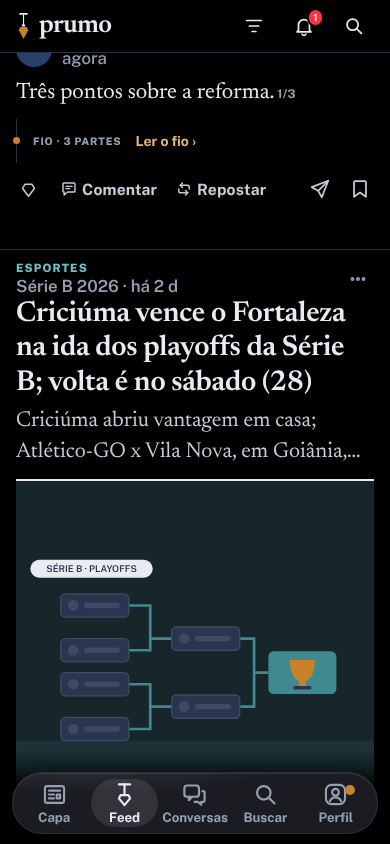 prumo
1
agora
Três pontos sobre a reforma. 1/3
FIO · 3 PARTES Ler o fio ›
Comentar Repostar
ESPORTES
Série B 2026 · há 2 d
Criciúma vence o Fortaleza
na ida dos playoffs da Série
B; volta é no sábado (28)
Criciúma abriu vantagem em casa;
Atlético-GO x Vila Nova, em Goiânia,...
SÉRIE B · PLAYOFFS
Capa Feed Conversas Buscar Perfil